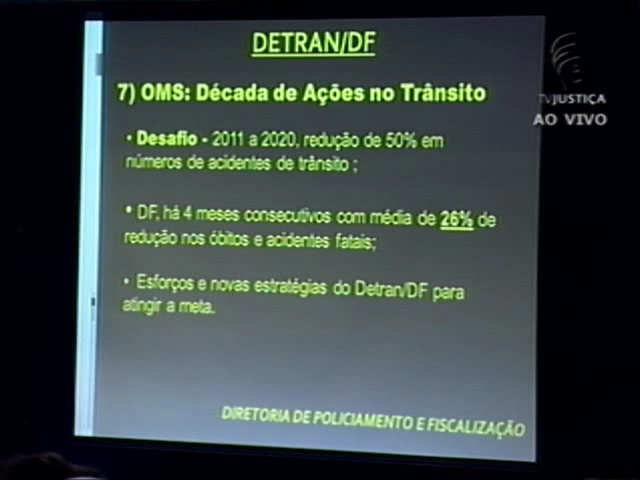 DETRAN/DF
7) OMS: Década de Ações no Trânsito
• Desafio - 2011 a 2020, redução de 50% em
números de acidentes de trânsito ;
• DF, há 4 meses consecutivos com média de 26% de
redução nos óbitos e acidentes fatais;
• Esforços e novas estratégias do Detran/DF para
atingir a meta.
DIRETORIA DE POLICIAMENTO E FISCALIZAÇÃO
TVJUSTIÇA
AO VIVO